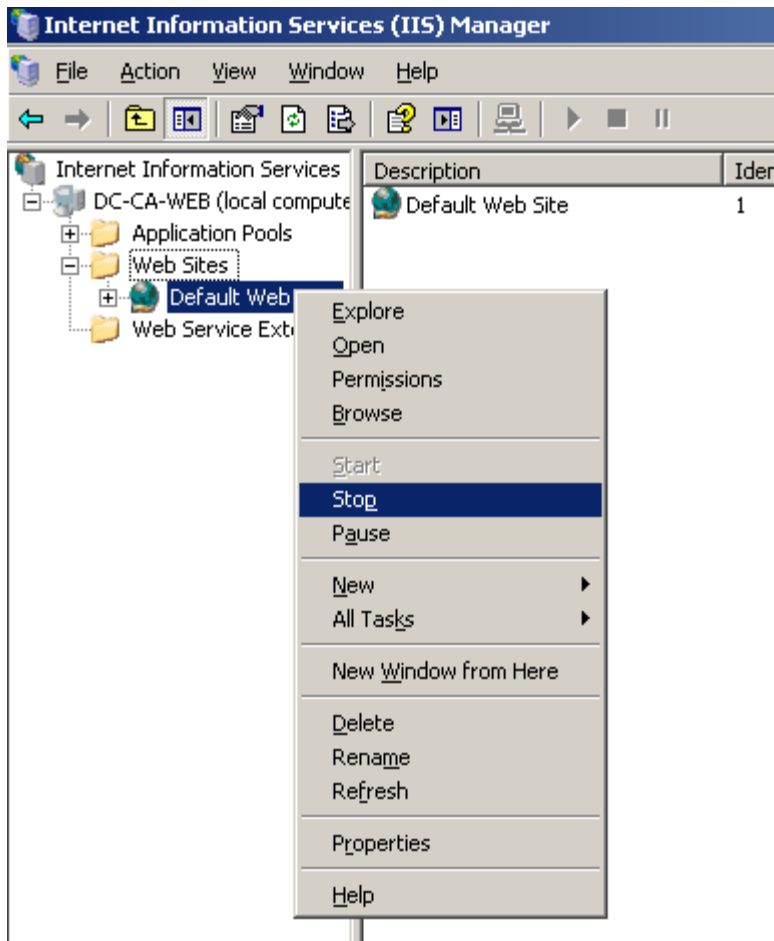 Internet Information Services (IIS) Manager
File Action View Window Help
Internet Information Services
DC-CA-WEB (local compute
Application Pools
Web Sites
Default Web
Web Service Exte
Description Iden
Default Web Site 1
Explore
Open
Permissions
Browse
Start
Stop
Pause
New
All Tasks
New Window from Here
Delete
Rename
Refresh
Properties
Help